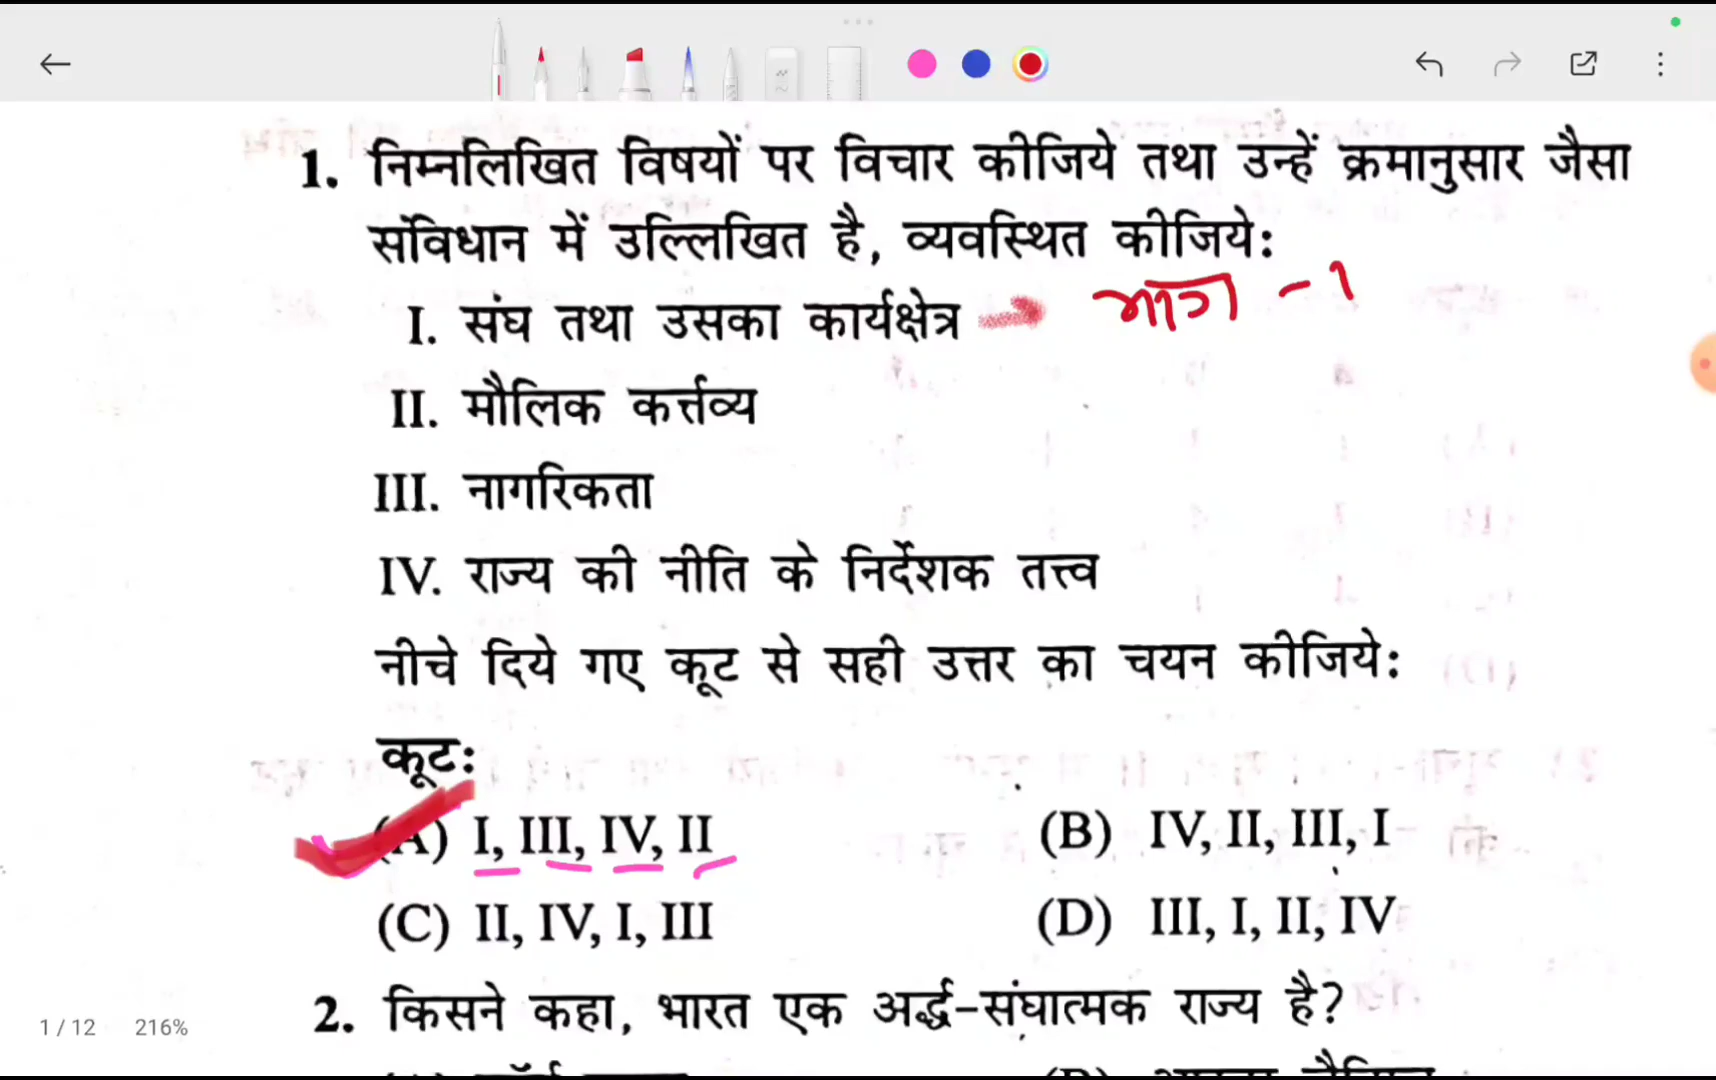 1. निम्नलिखित विषयों पर विचार कीजिये तथा उन्हें क्रमानुसार जैसा
संविधान में उल्लिखित है, व्यवस्थित कीजिये:
I. संघ तथा उसका कार्यक्षेत्र → भाग - 1
II. मौलिक कर्त्तव्य
III. नागरिकता
IV. राज्य की नीति के निर्देशक तत्त्व
नीचे दिये गए कूट से सही उत्तर का चयन कीजिये:
कूट:
(A) I, III, IV, II (B) IV, II, III, I
(C) II, IV, I, III (D) III, I, II, IV
2. किसने कहा, भारत एक अर्द्ध-संघात्मक राज्य है?
1 / 12 216%